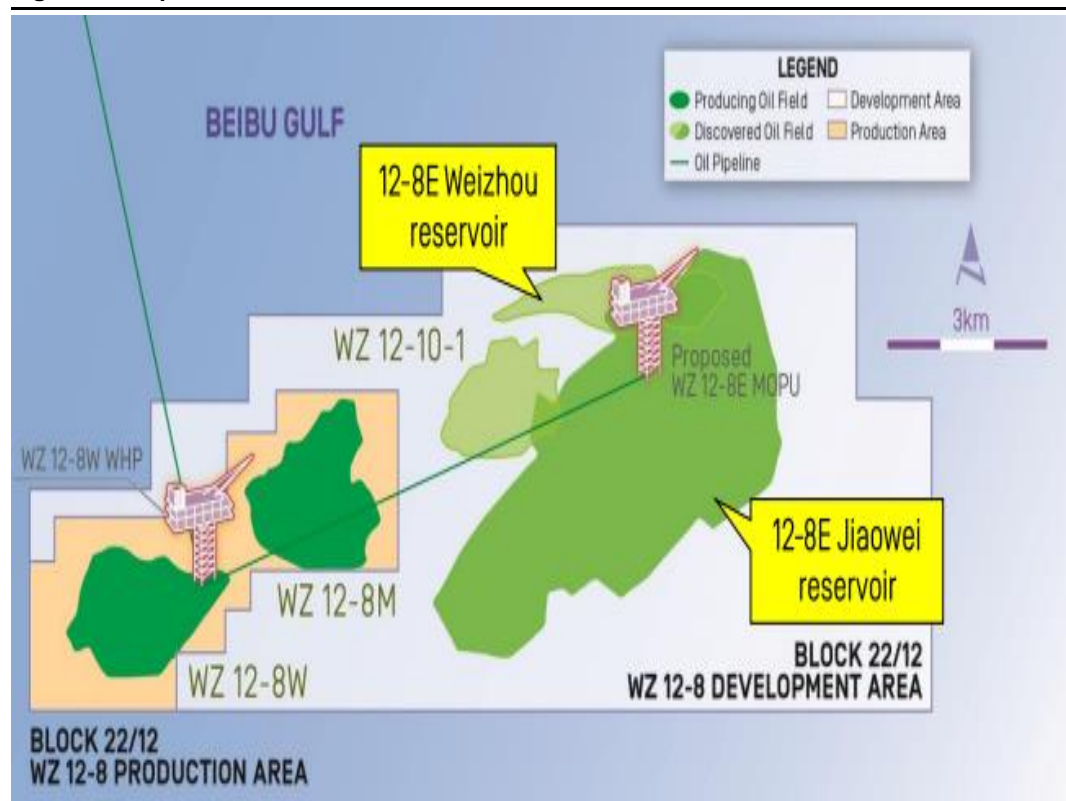 BEIBU GULF
LEGEND
Producing Oil Field
Development Area
Discovered Oil Field
Production Area
Oil Pipeline
12-8E Weizhou
reservoir
3km
WZ 12-10-1
Proposed
WZ 12-8E MOPU
WZ 12-8W WHP
12-8E Jiaowei
reservoir
WZ 12-8M
WZ 12-8W
BLOCK 22/12
WZ 12-8 DEVELOPMENT AREA
BLOCK 22/12
WZ 12-8 PRODUCTION AREA